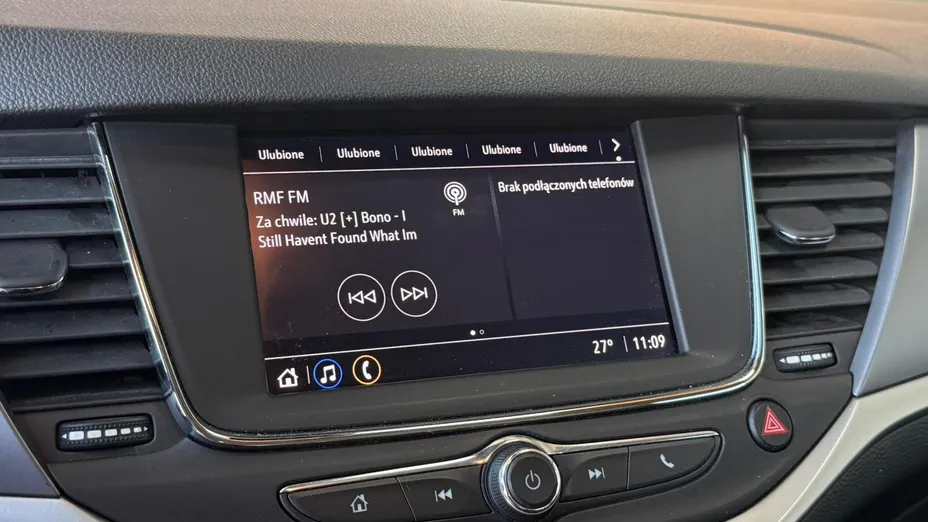 Ulubione Ulubione Ulubione Ulubione Ulubione
RMF FM
FM
Za chwile: U2 [+] Bono - I
Still Havent Found What Im
Brak podłączonych telefonów
27° 11:09